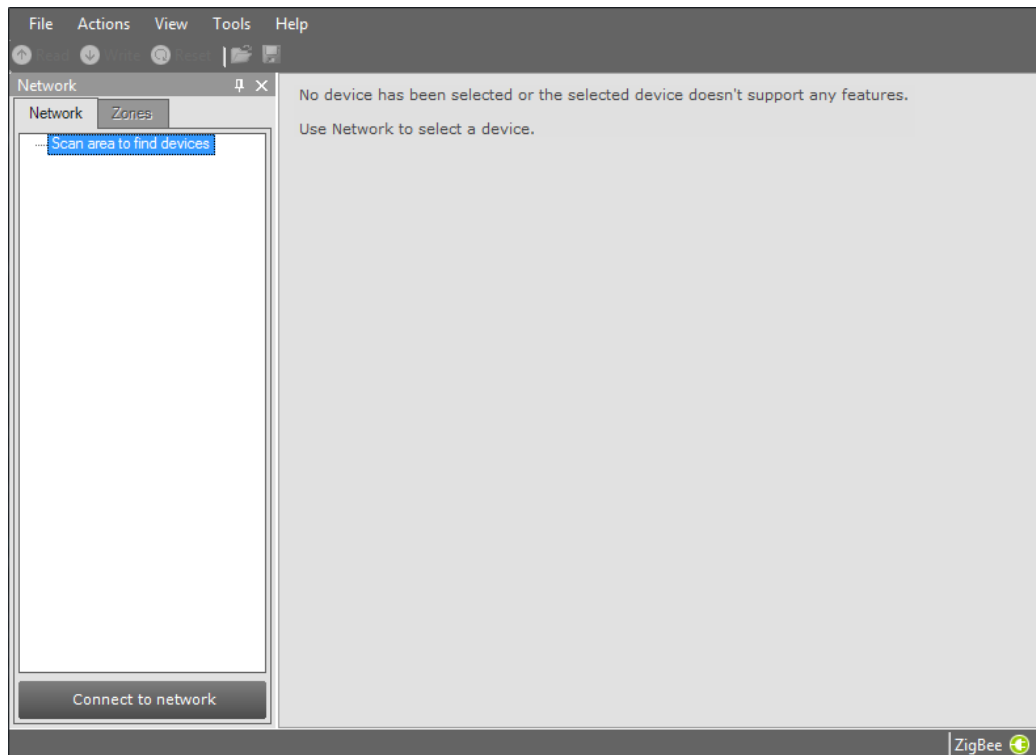 File Actions View Tools Help
Read Write Reset
Network
Network Zones
Scan area to find devices
Connect to network
No device has been selected or the selected device doesn't support any features.
Use Network to select a device.
ZigBee